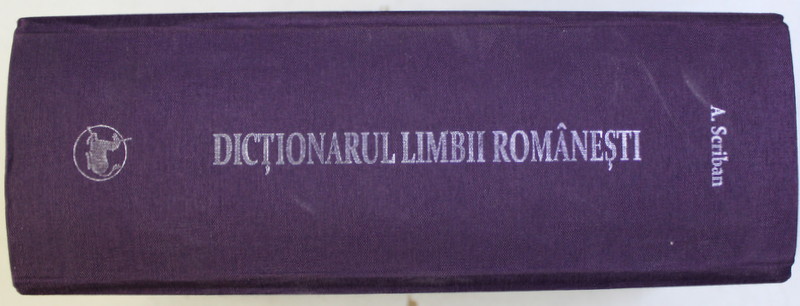 DICȚIONARUL LIMBII ROMÂNEȘTI
A. Scriban